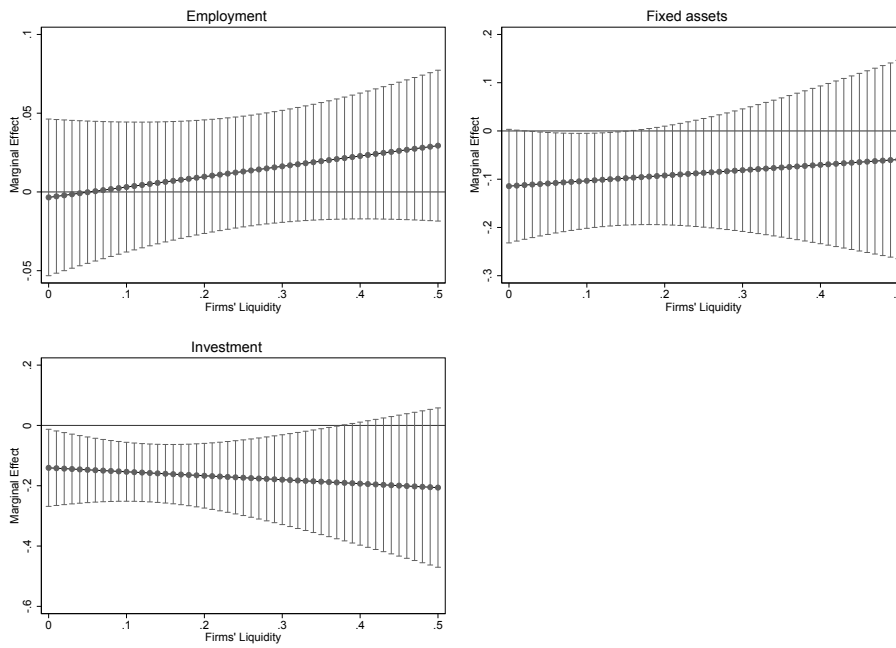 Employment
.1
.05
0
-.05
Marginal Effect
0 .1 .2 .3 .4 .5
Firms' Liquidity
Fixed assets
.2
.1
0
-.1
-.2
-.3
Marginal Effect
0 .1 .2 .3 .4
Firms' Liquidity
Investment
.2
0
-.2
-.4
-.6
Marginal Effect
0 .1 .2 .3 .4 .5
Firms' Liquidity